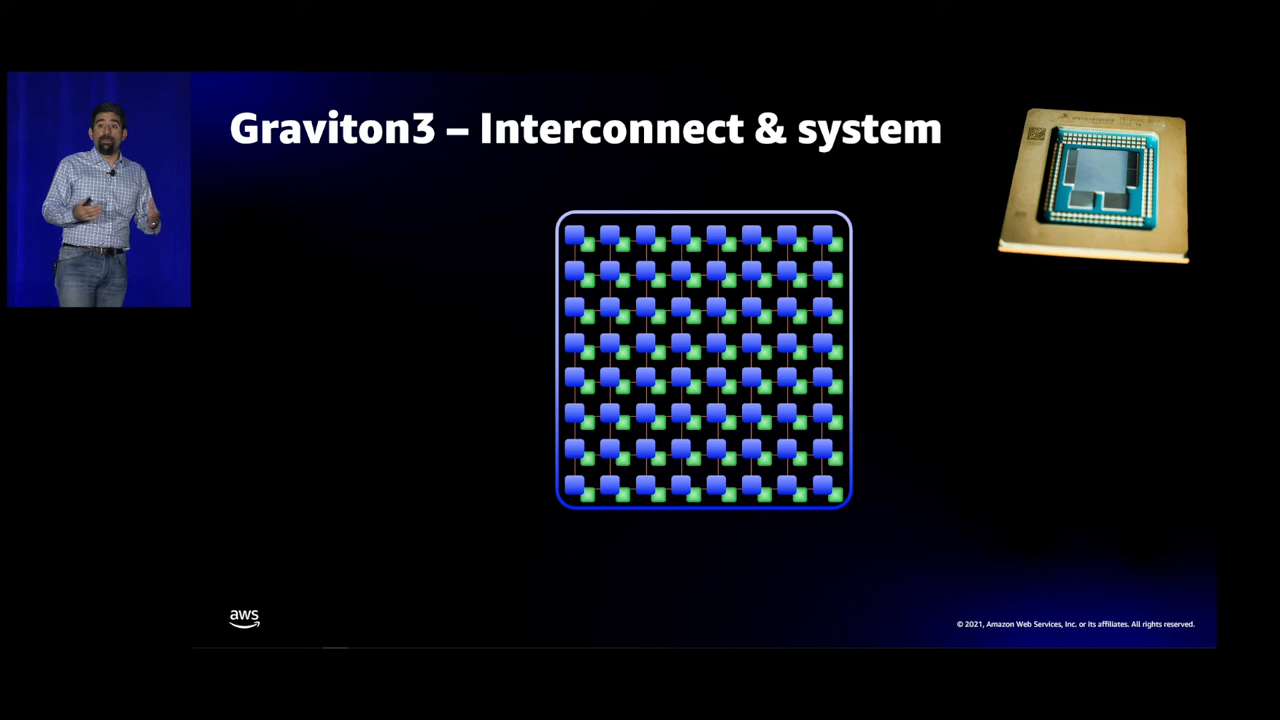 Graviton3 – Interconnect & system
aws
© 2021, Amazon Web Services, Inc. or its affiliates. All rights reserved.